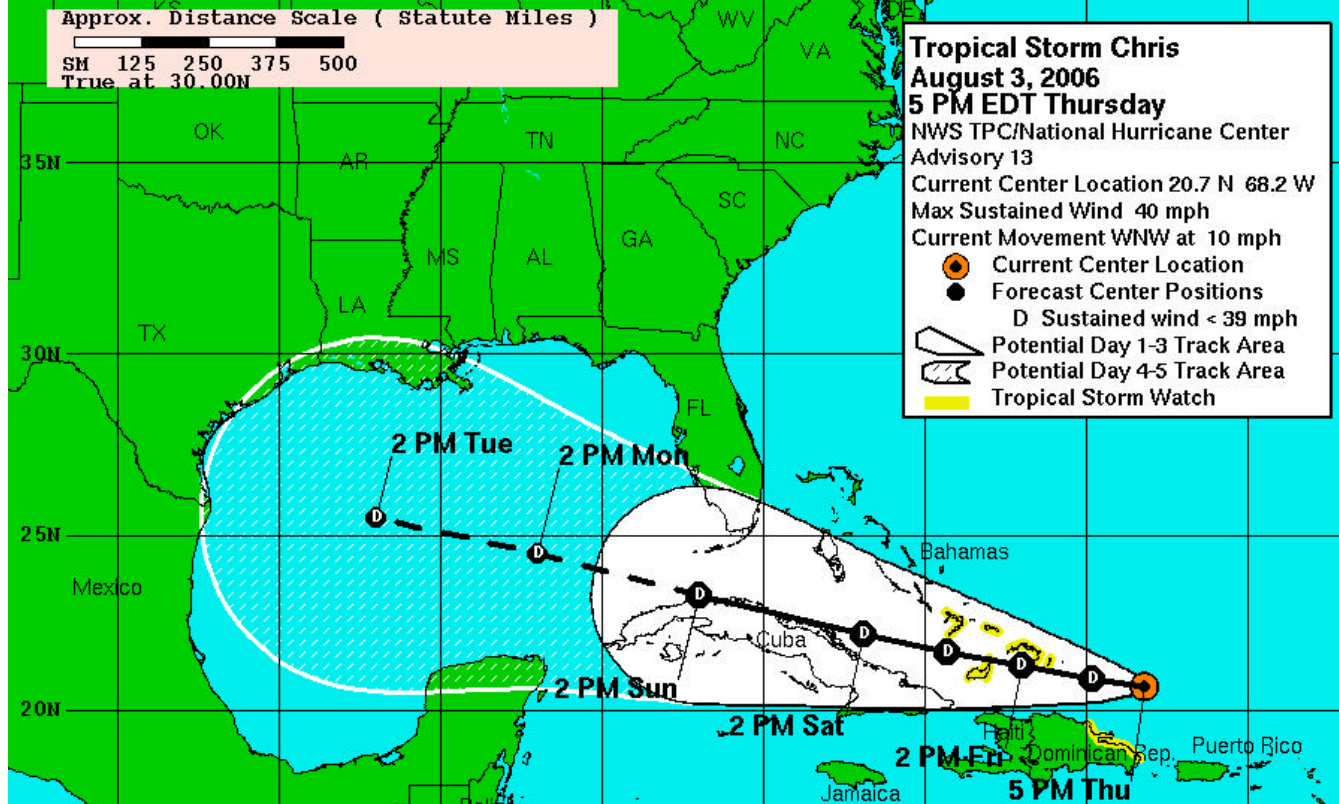 Approx. Distance Scale ( Statute Miles )
SM 125 250 375 500
True at 30.00N
Tropical Storm Chris
August 3, 2006
5 PM EDT Thursday
NWS TPC/National Hurricane Center
Advisory 13
Current Center Location 20.7 N 68.2 W
Max Sustained Wind 40 mph
Current Movement WNW at 10 mph
Current Center Location
Forecast Center Positions
D Sustained wind < 39 mph
Potential Day 1-3 Track Area
Potential Day 4-5 Track Area
Tropical Storm Watch
WV
VA
OK
AR
TN
NC
35N
SC
MS
AL
GA
LA
TX
30N
FL
2 PM Tue
2 PM Mon
D
D
25N
Bahamas
Mexico
D
D
D
D
D
Cuba
2 PM Sun
20N
2 PM Sat
Haiti
2 PM Fri
Dominican Rep.
Puerto Rico
5 PM Thu
Jamaica